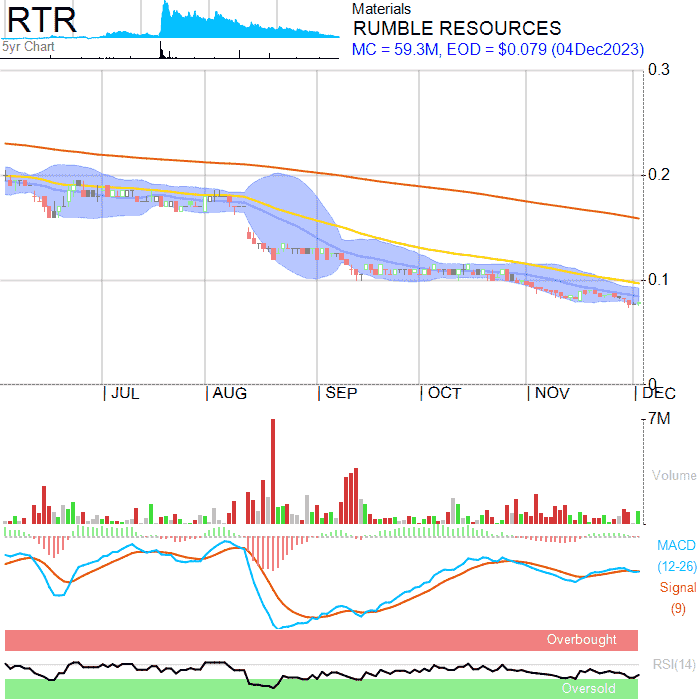 RTR
5yr Chart
Materials
RUMBLE RESOURCES
MC = 59.3M, EOD = $0.079 (04Dec2023)
0.3
0.2
0.1
0
JUL AUG SEP OCT NOV DEC
7M
Volume
MACD
(12-26)
Signal
(9)
Overbought
RSI(14)
Oversold